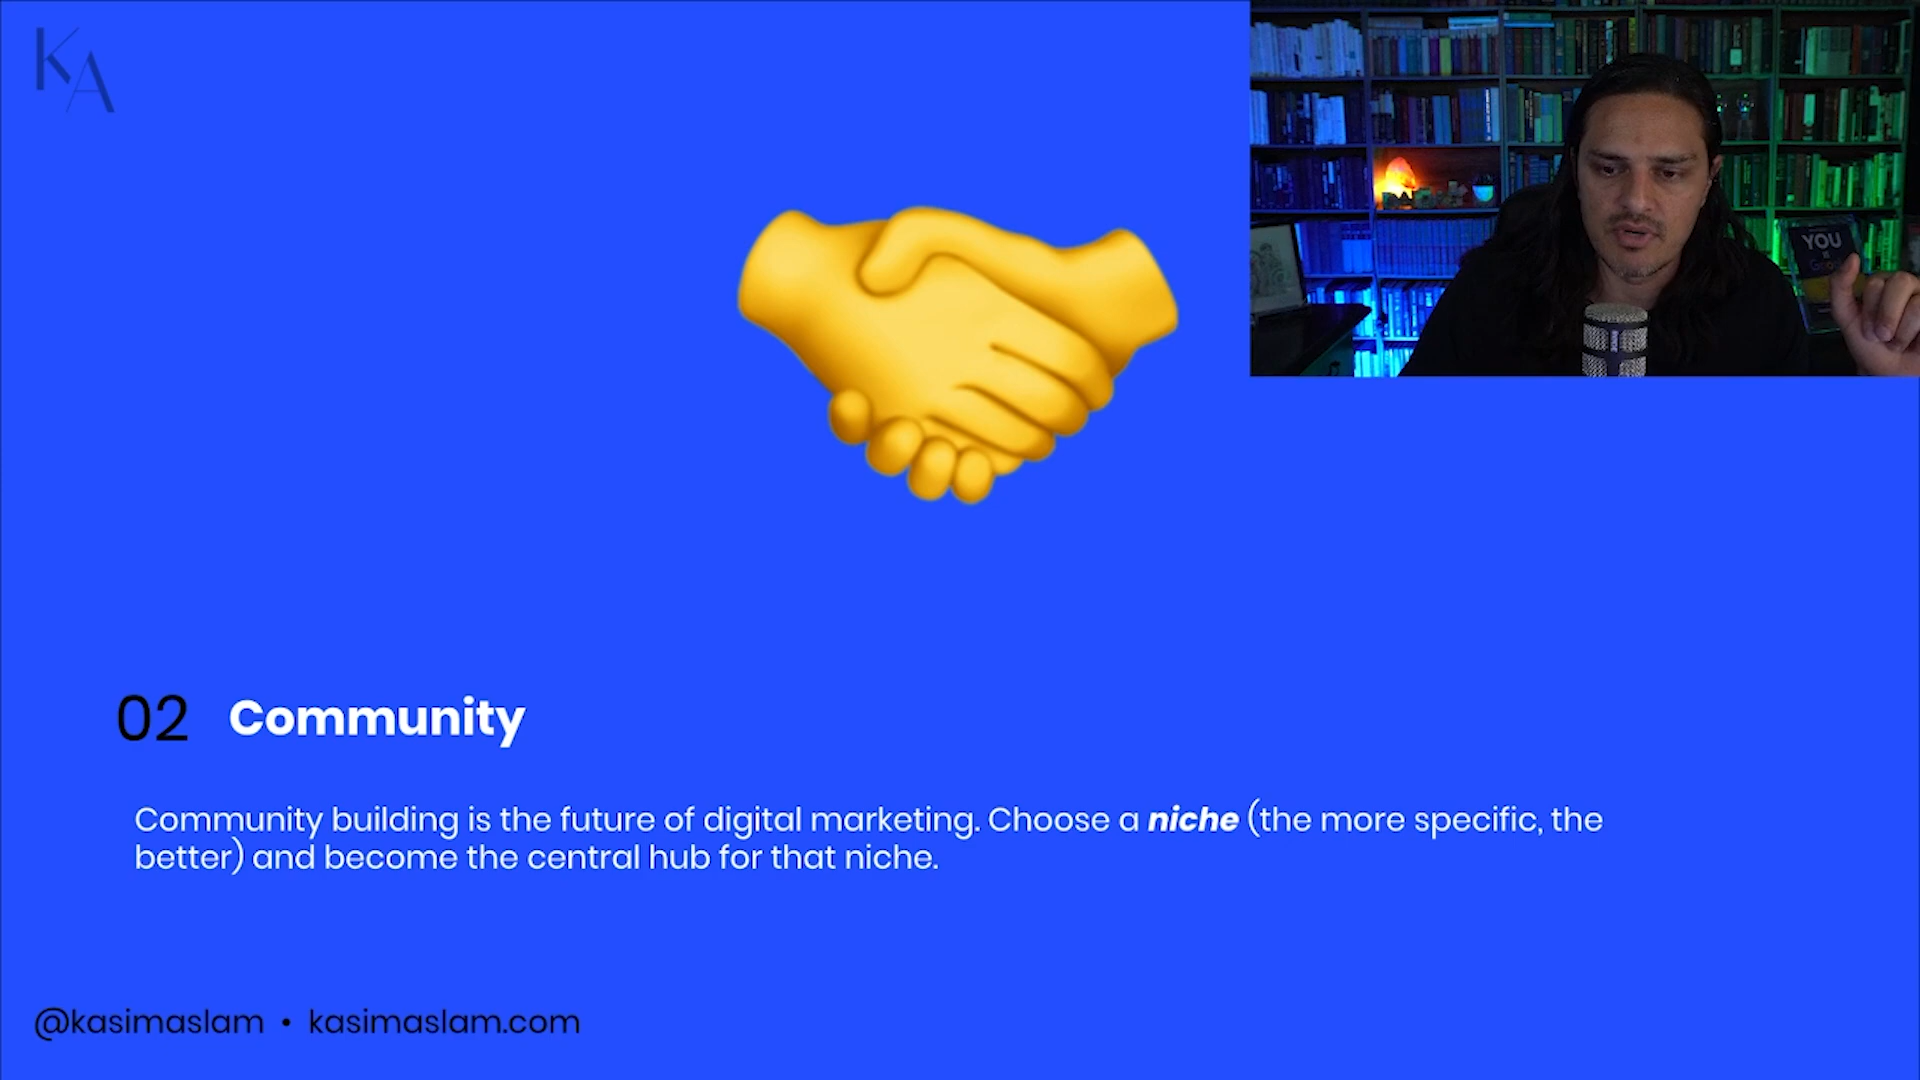 KA
YOU
02 Community
Community building is the future of digital marketing. Choose a niche (the more specific, the
better) and become the central hub for that niche.
@kasimaslam • kasimaslam.com